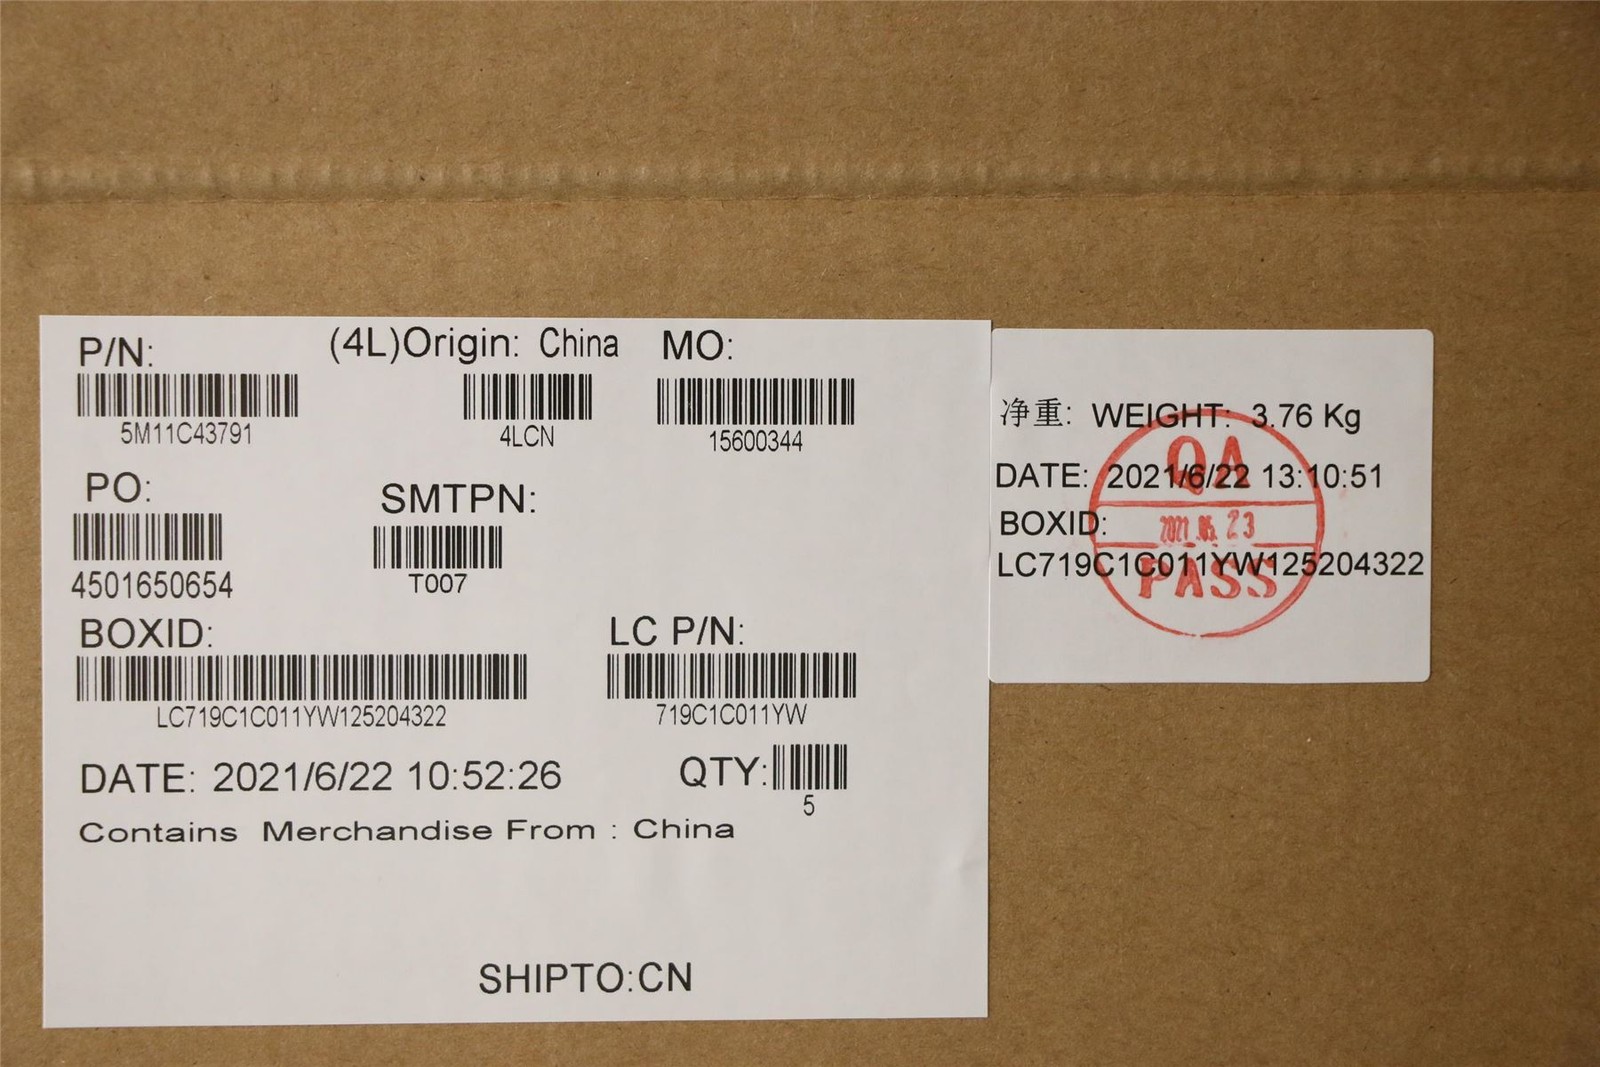 P/N: (4L)Origin: China MO:
5M11C43791 4LCN 15600344
PO: SMTPN:
4501650654 T007
BOXID: LC P/N:
LC719C1C011YW125204322 719C1C011YW
DATE: 2021/6/22 10:52:26 QTY:
5
Contains Merchandise From : China
SHIPTO:CN
净重: WEIGHT: 3.76 Kg
DATE: 2021/6/22 13:10:51
BOXID:
LC719C1C011YW125204322
QA
23
PASS